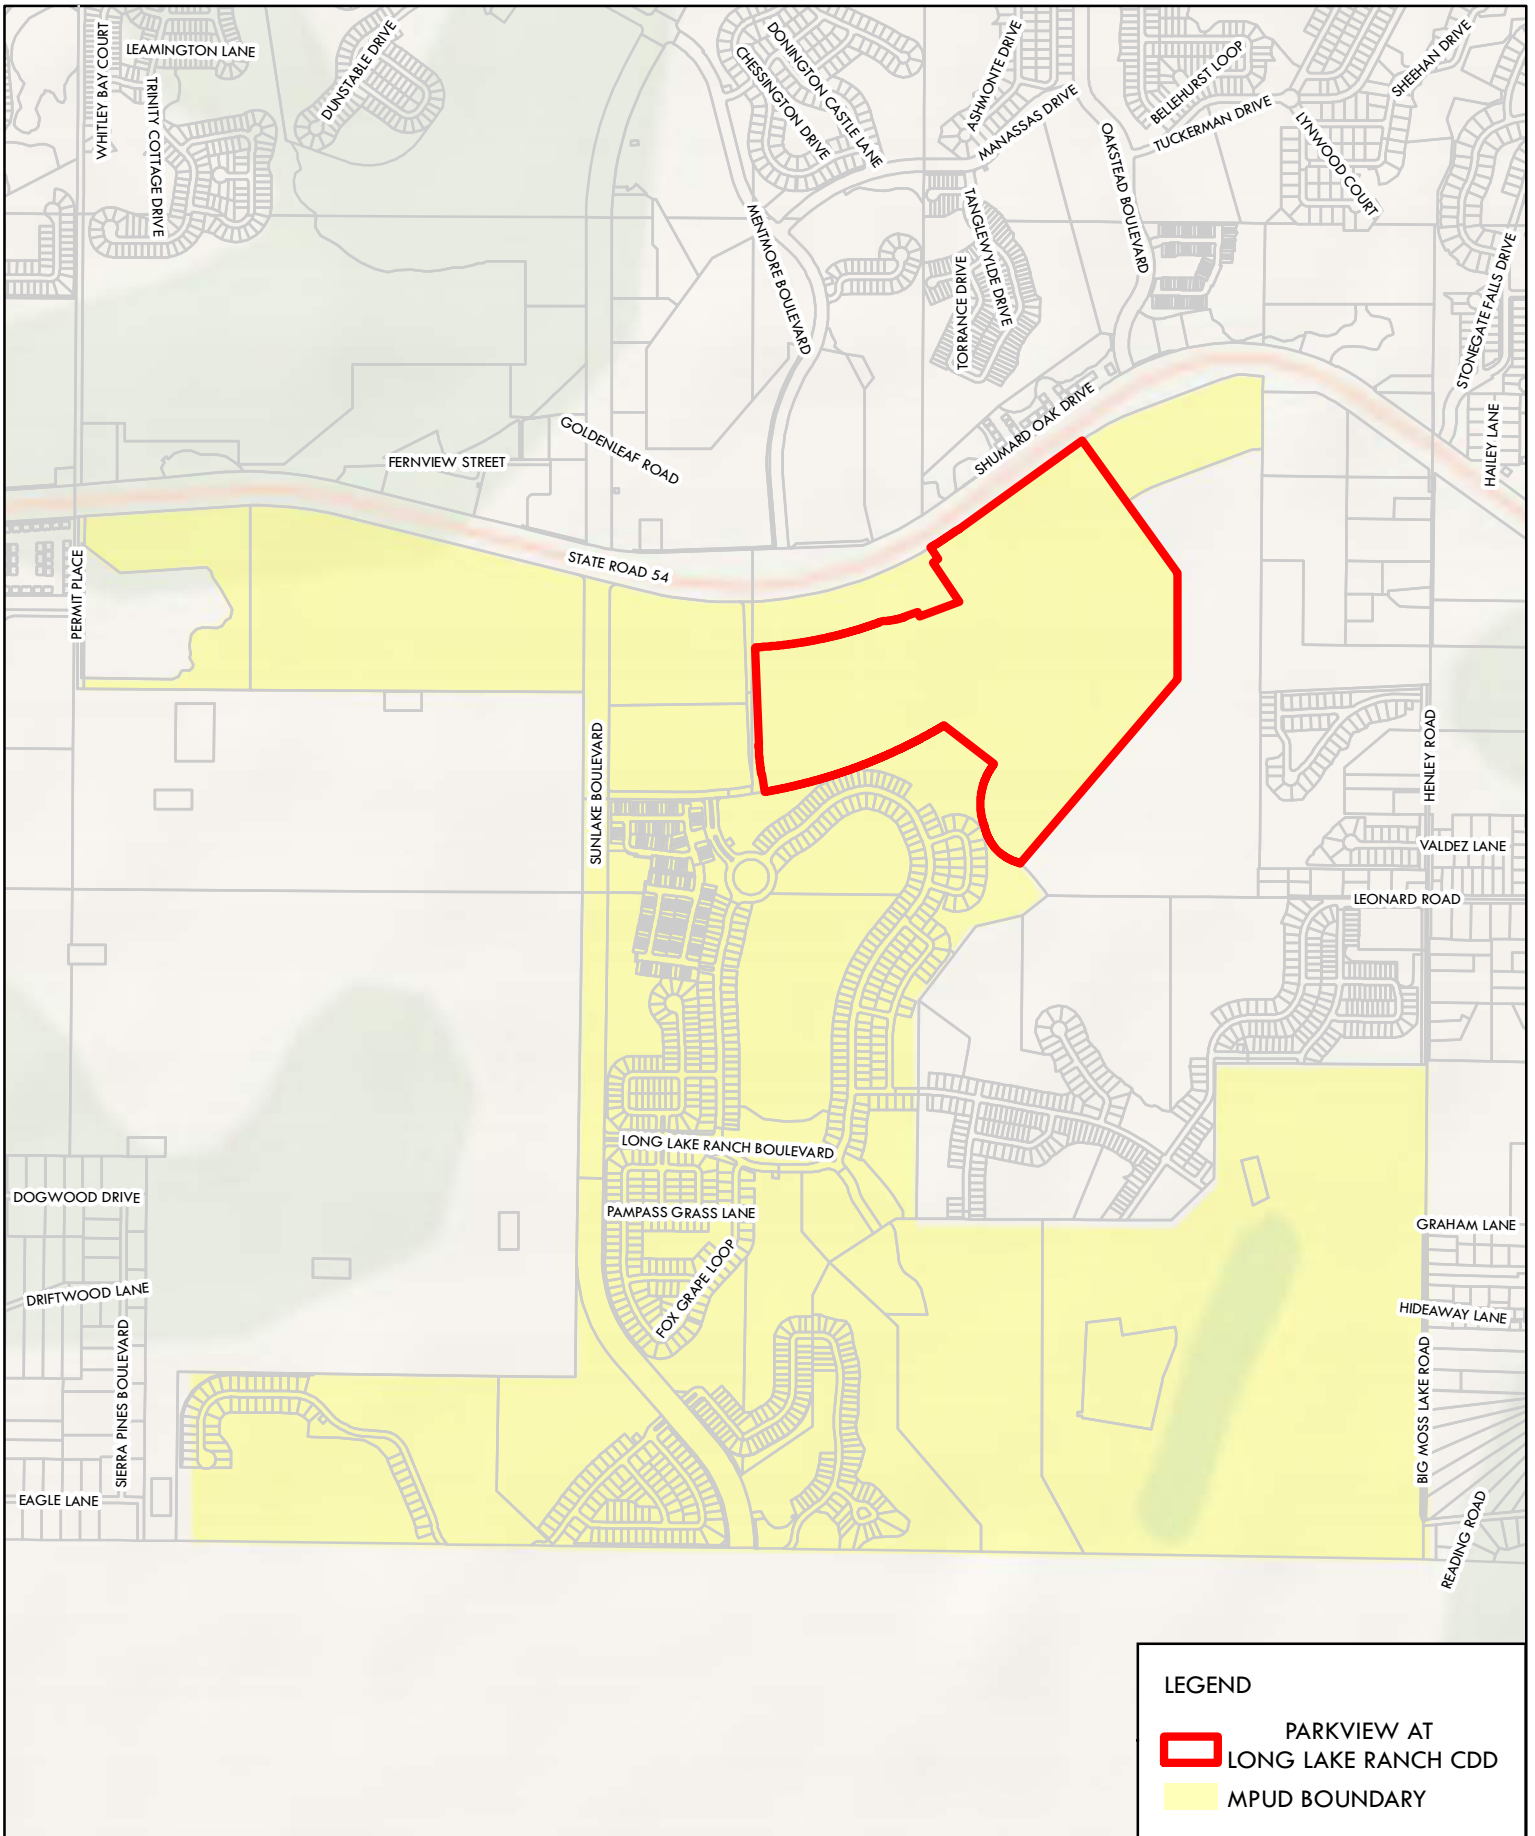 WHITLEY BAY COURT
LEAMINGTON LANE
TRINITY COTTAGE DRIVE
DUNSTABLE DRIVE
DONINGTON CASTLE LANE
CHESSINGTON DRIVE
ASHMONTE DRIVE
MANASSAS DRIVE
BELLEHURST LOOP
TUCKERMAN DRIVE
SHEEHAN DRIVE
LYNWOOD COURT
OAKSTEAD BOULEVARD
MENTMORE BOULEVARD
TANGLEWYLDE DRIVE
TORRANCE DRIVE
STONEGATE FALLS DRIVE
SHUMARD OAK DRIVE
HAILEY LANE
GOLDENLEAF ROAD
FERNVIEW STREET
STATE ROAD 54
PERMIT PLACE
SUNLAKE BOULEVARD
HENLEY ROAD
VALDEZ LANE
LEONARD ROAD
LONG LAKE RANCH BOULEVARD
DOGWOOD DRIVE
PAMPASS GRASS LANE
GRAHAM LANE
FOX GRAPE LOOP
DRIFTWOOD LANE
HIDEAWAY LANE
SIERRA PINES BOULEVARD
BIG MOSS LAKE ROAD
EAGLE LANE
READING ROAD
LEGEND
PARKVIEW AT
LONG LAKE RANCH CDD
MPUD BOUNDARY